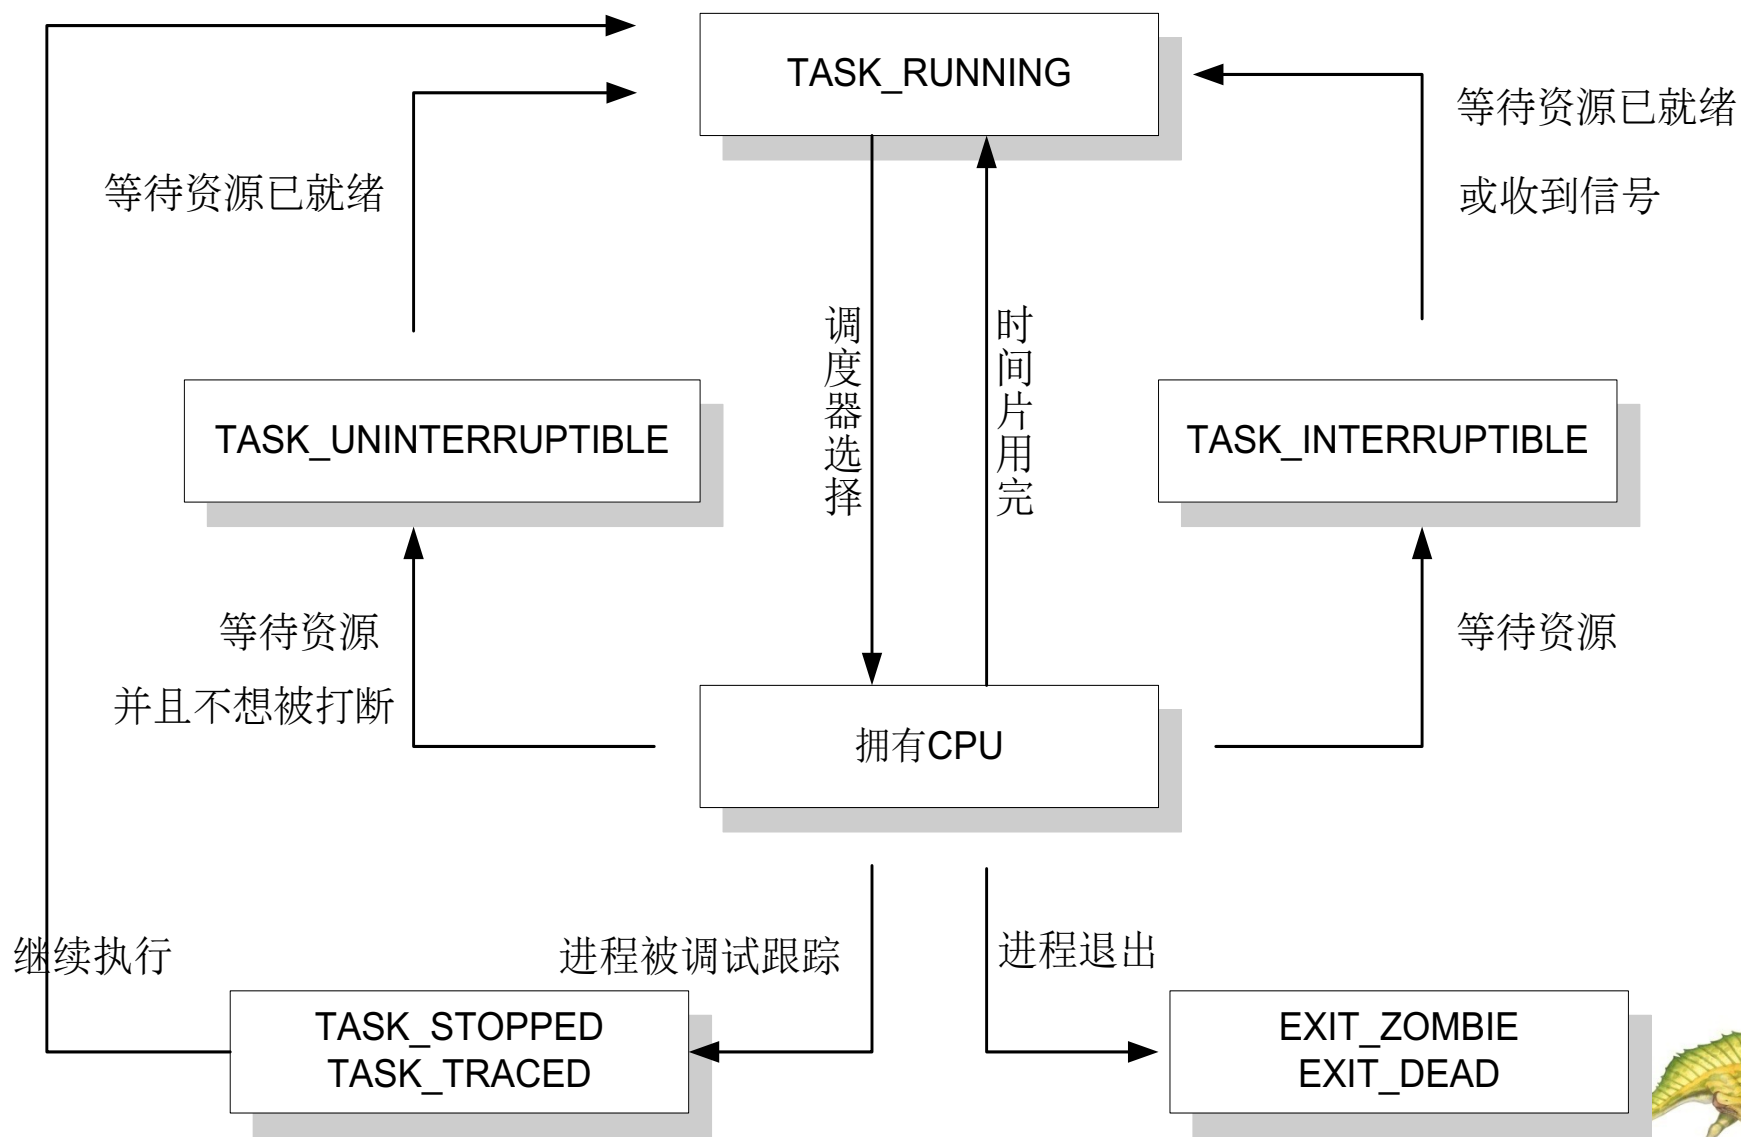 TASK_RUNNING
等待资源已就绪
或收到信号
等待资源已就绪
调度器选择
时间片用完
TASK_UNINTERRUPTIBLE
TASK_INTERRUPTIBLE
等待资源
并且不想被打断
等待资源
拥有CPU
继续执行
进程被调试跟踪
进程退出
TASK_STOPPED
TASK_TRACED
EXIT_ZOMBIE
EXIT_DEAD